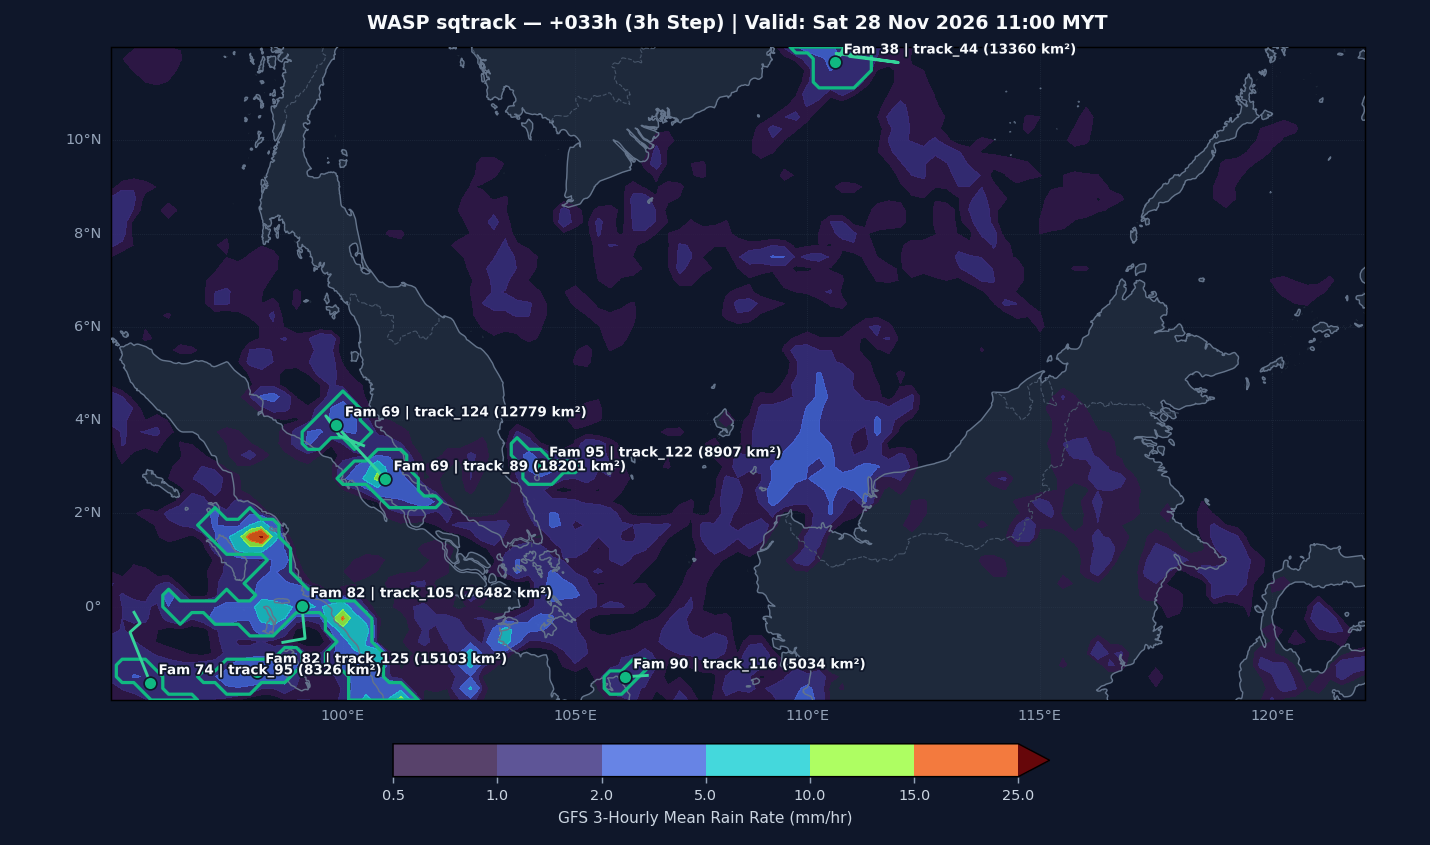 WASP sqtrack — +033h (3h Step) | Valid: Sat 28 Nov 2026 11:00 MYT
Fam 38 | track_44 (13360 km²)
10°N
8°N
6°N
4°N
2°N
0°
Fam 69 | track_124 (12779 km²)
Fam 95 | track_122 (8907 km²)
Fam 69 | track_89 (18201 km²)
Fam 82 | track_105 (76482 km²)
Fam 82 | track_125 (15103 km²)
Fam 74 | track_95 (8326 km²)
Fam 90 | track_116 (5034 km²)
100°E 105°E 110°E 115°E 120°E
0.5 1.0 2.0 5.0 10.0 15.0 25.0
GFS 3-Hourly Mean Rain Rate (mm/hr)